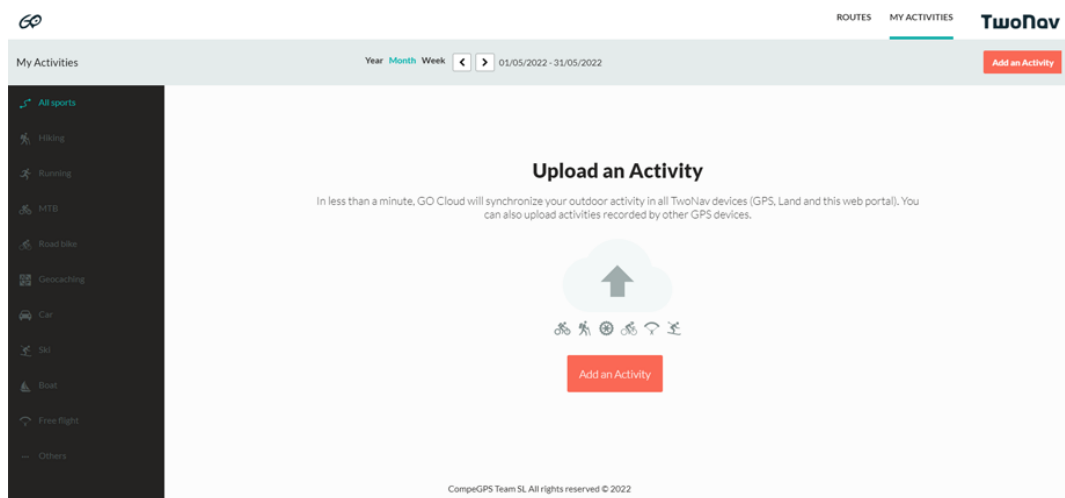 GO
ROUTES MY ACTIVITIES TwoNav
My Activities Year Month Week 01/05/2022 - 31/05/2022 Add an Activity
All sports
Hiking
Running
MTB
Road bike
Geocaching
Car
Ski
Boat
Free flight
Others
Upload an Activity
In less than a minute, GO Cloud will synchronize your outdoor activity in all TwoNav devices (GPS, Land and this web portal). You
can also upload activities recorded by other GPS devices.
Add an Activity
CompeGPS Team SL All rights reserved © 2022